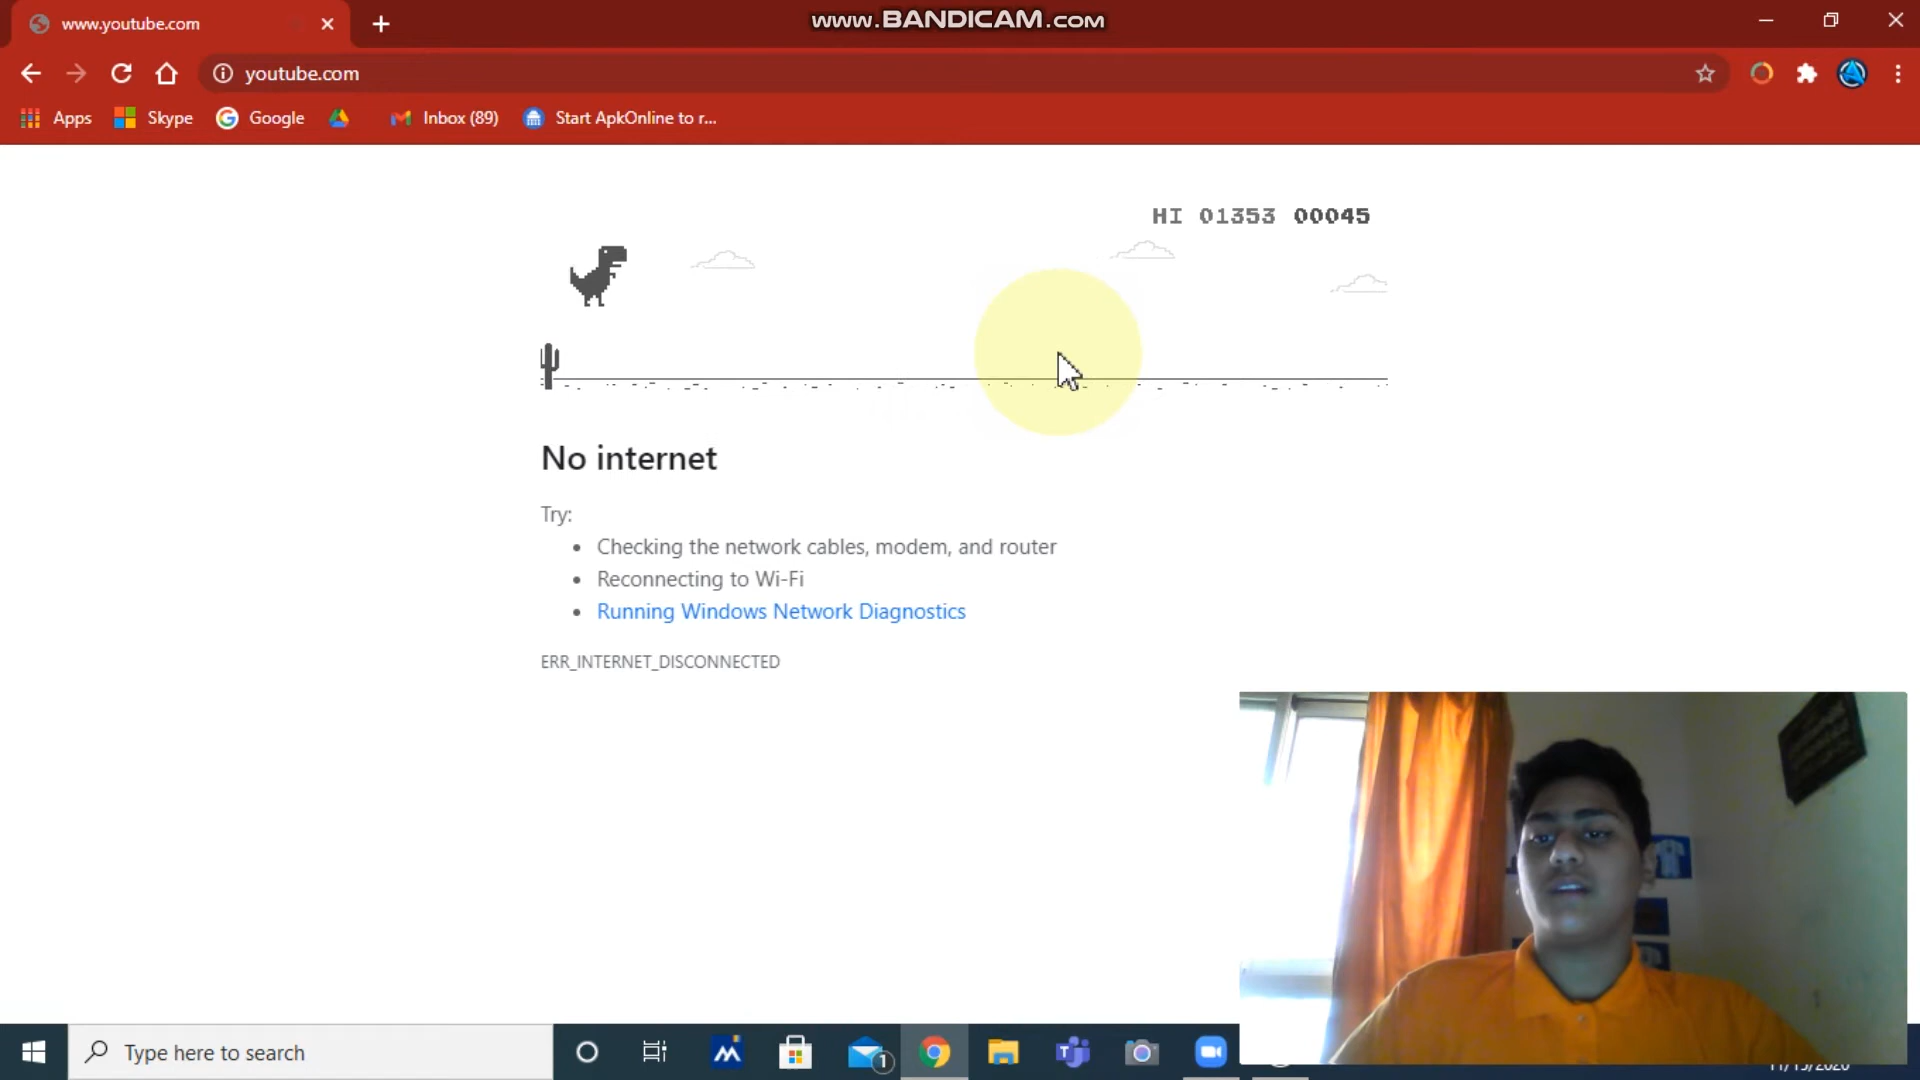 www.youtube.com
www.BANDICAM.com
youtube.com
Apps
Skype
Google
Inbox (89)
Start ApkOnline to r...
HI 01353 00045
No internet
Try:
Checking the network cables, modem, and router
Reconnecting to Wi-Fi
Running Windows Network Diagnostics
ERR_INTERNET_DISCONNECTED
Type here to search
1